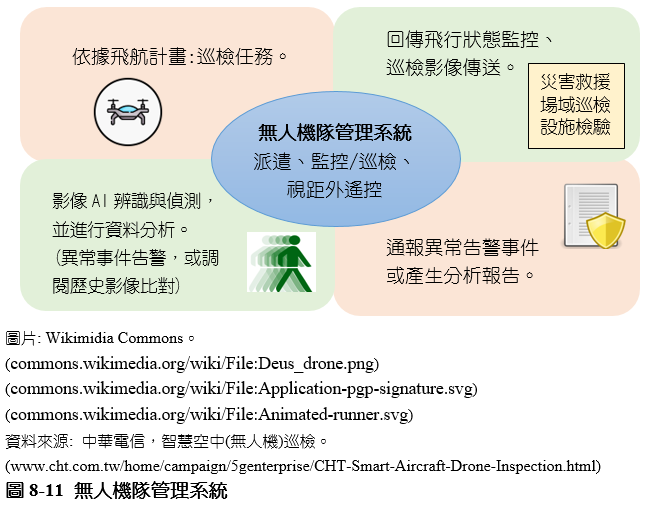 依據飛航計畫:巡檢任務。
回傳飛行狀態監控、
巡檢影像傳送。
災害救援
場域巡檢
設施檢驗
無人機隊管理系統
派遣、監控/巡檢、
視距外遙控
影像 AI 辨識與偵測，
並進行資料分析。
(異常事件告警，或調
閱歷史影像比對)
通報異常告警事件
或產生分析報告。
圖片: Wikimidia Commons。
(commons.wikimedia.org/wiki/File:Deus_drone.png)
(commons.wikimedia.org/wiki/File:Application-pgp-signature.svg)
(commons.wikimedia.org/wiki/File:Animated-runner.svg)
資料來源: 中華電信，智慧空中(無人機)巡檢。
(www.cht.com.tw/home/campaign/5genterprise/CHT-Smart-Aircraft-Drone-Inspection.html)
圖 8-11 無人機隊管理系統